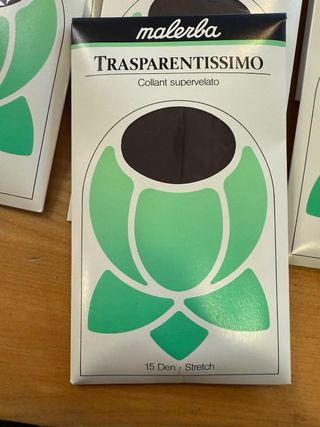 malerba
TRASPARENTISSIMO
Collant supervelato
15 Den · Stretch